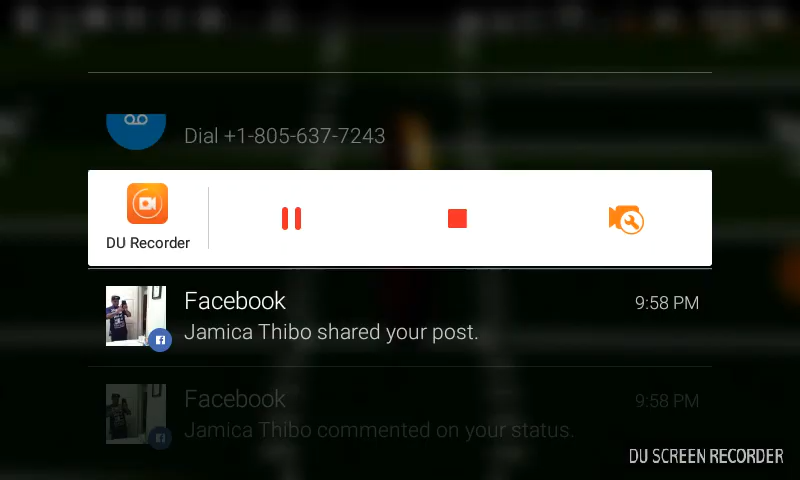 Dial +1-805-637-7243
DU Recorder
Facebook
9:58 PM
Jamica Thibo shared your post.
Facebook
9:58 PM
Jamica Thibo commented on your status.
DU SCREEN RECORDER